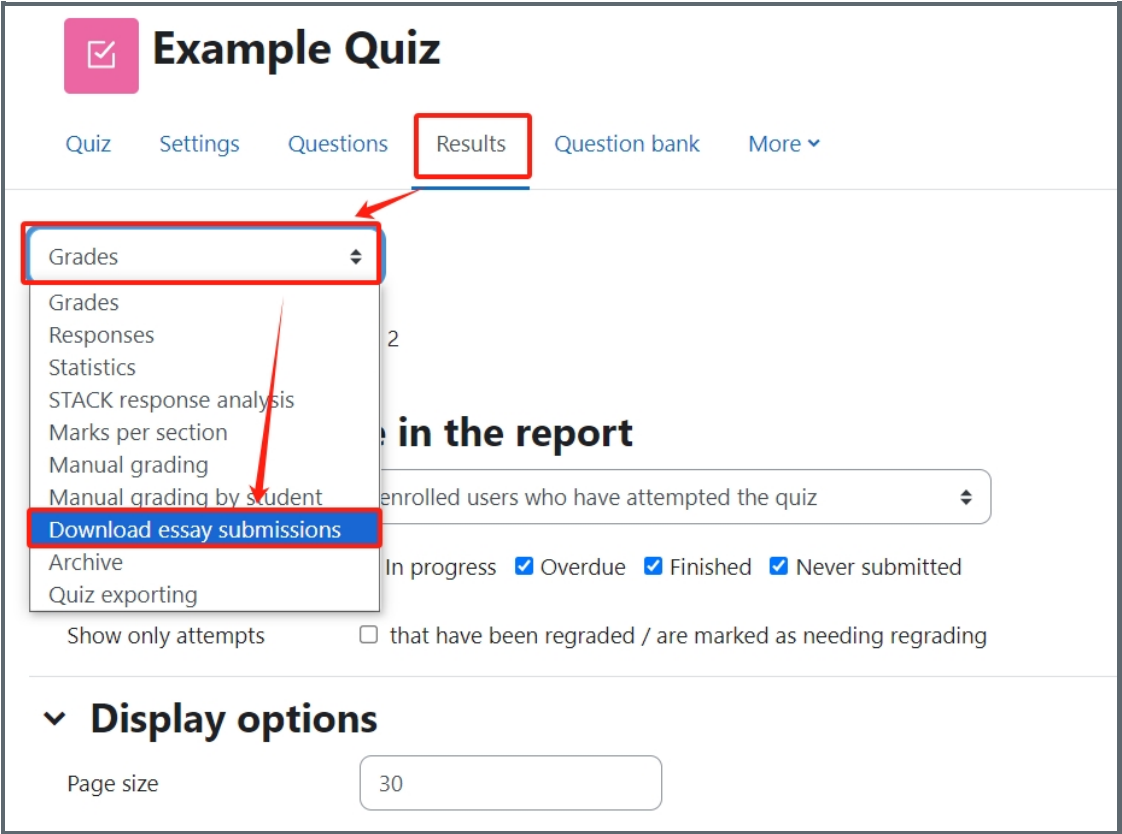 Example Quiz
Quiz Settings Questions Results Question bank More
Grades
Grades
Responses
2
Statistics
STACK response analysis
Marks per section
in the report
Manual grading
Manual grading by student
enrolled users who have attempted the quiz
Download essay submissions
Archive
In progress Overdue Finished Never submitted
Quiz exporting
Show only attempts that have been regraded / are marked as needing regrading
Display options
Page size 30